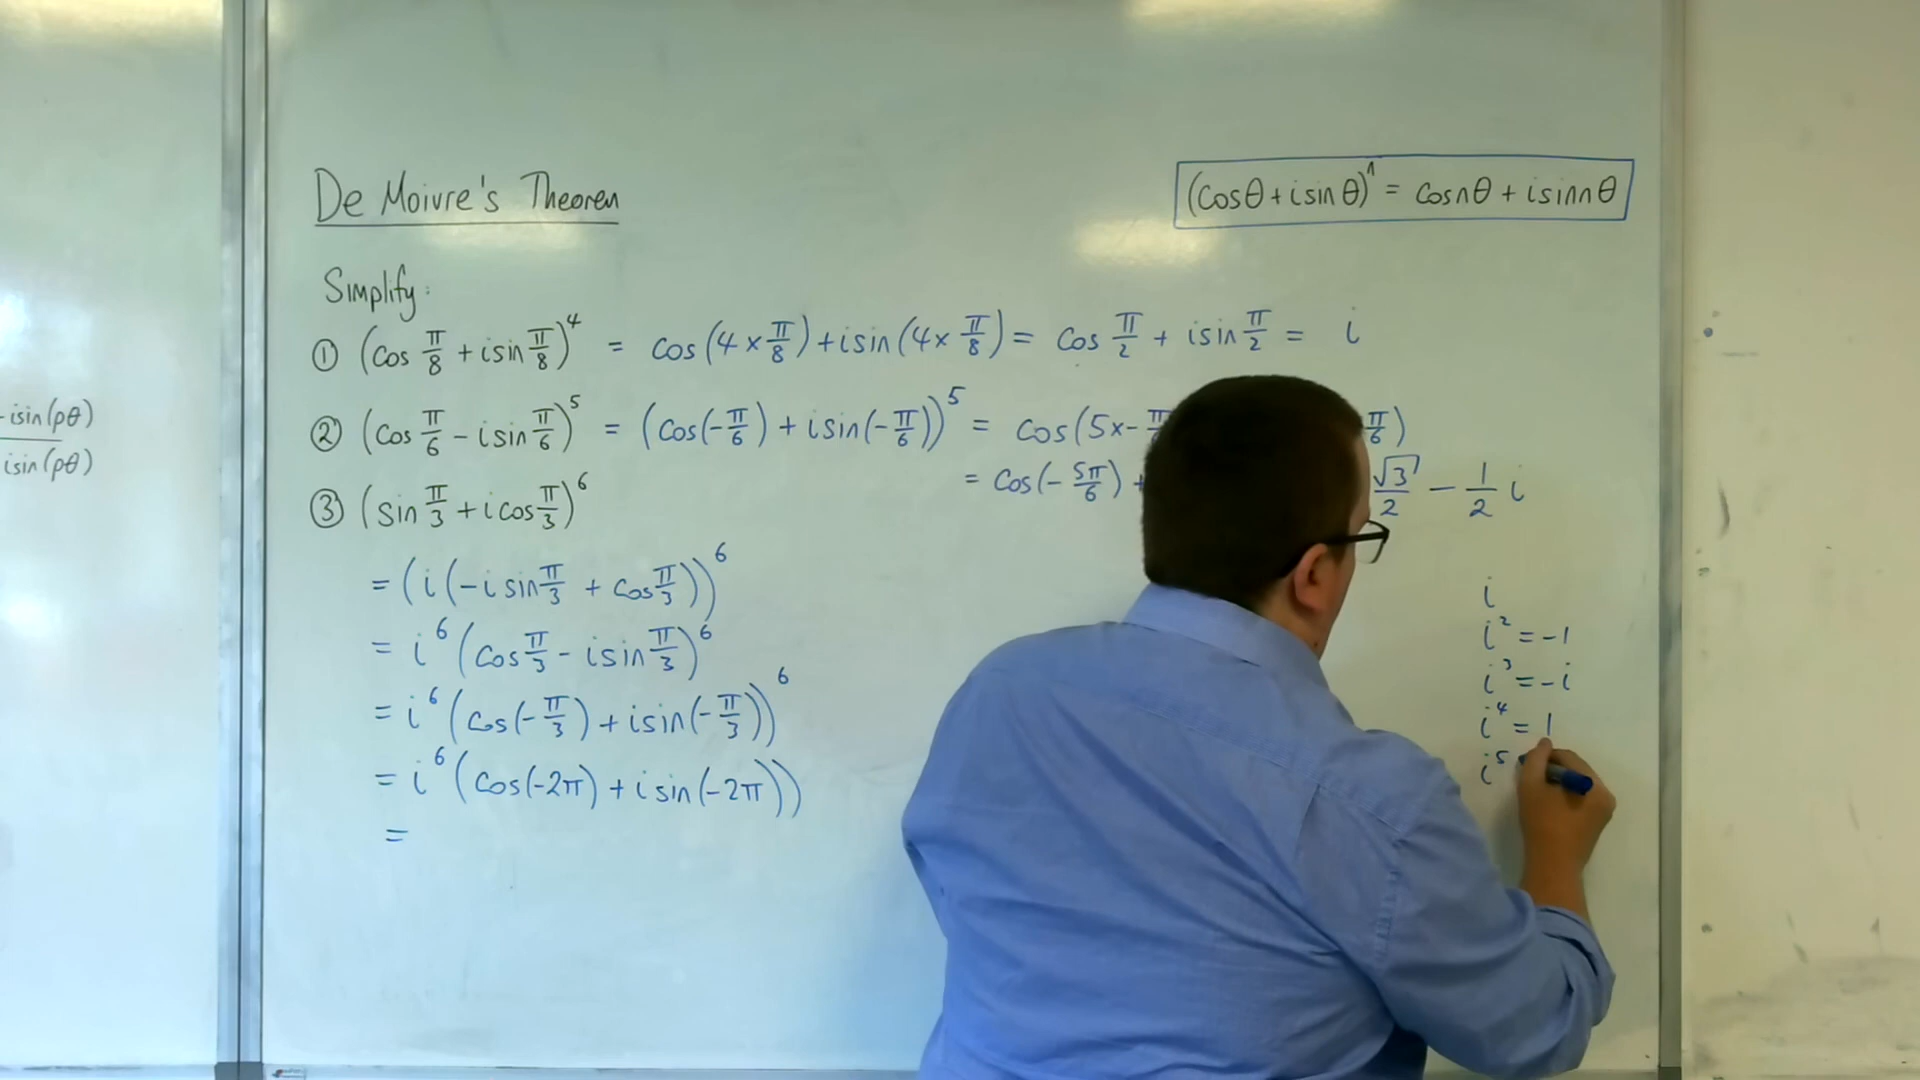 -isin(pθ)
isin(pθ)
De Moivre's Theorem
(cosθ + isinθ)^n = cosnθ + isinnθ
Simplify:
① (cos π/8 + isin π/8)^4 = cos(4 × π/8) + isin(4 × π/8) = cos π/2 + isin π/2 = i
② (cos π/6 - isin π/6)^5 = (cos(-π/6) + isin(-π/6))^5 = cos(5x- π π/6)
= cos(-5π/6) + √3/2 - 1/2 i
③ (sin π/3 + i cos π/3)^6
= (i(-i sin π/3 + cos π/3))^6
= i^6 (cos π/3 - isin π/3)^6
= i^6 (cos(-π/3) + isin(-π/3))^6
= i^6 (cos(-2π) + isin(-2π))
=
i
i² = -1
i³ = -i
i⁴ = 1
i⁵